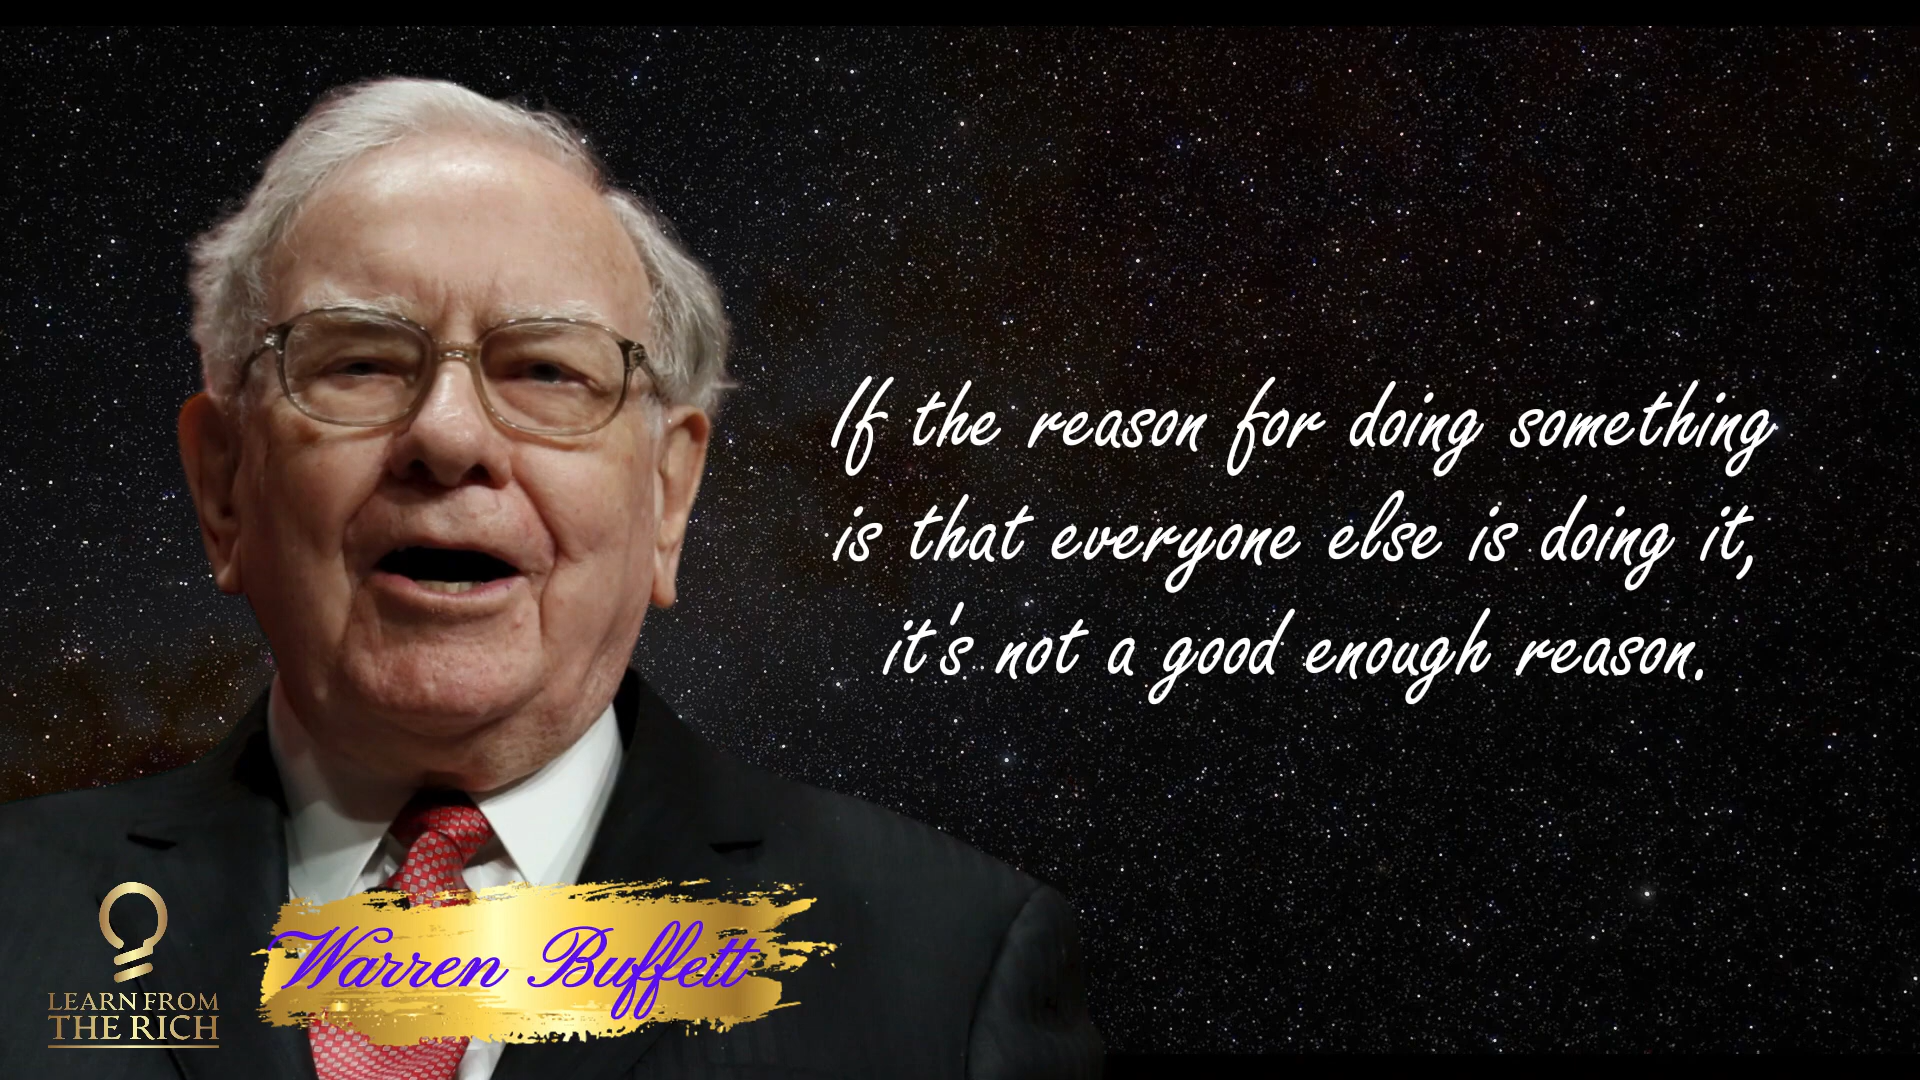 If the reason for doing something
is that everyone else is doing it,
it's not a good enough reason.
Warren Buffett
LEARN FROM
THE RICH